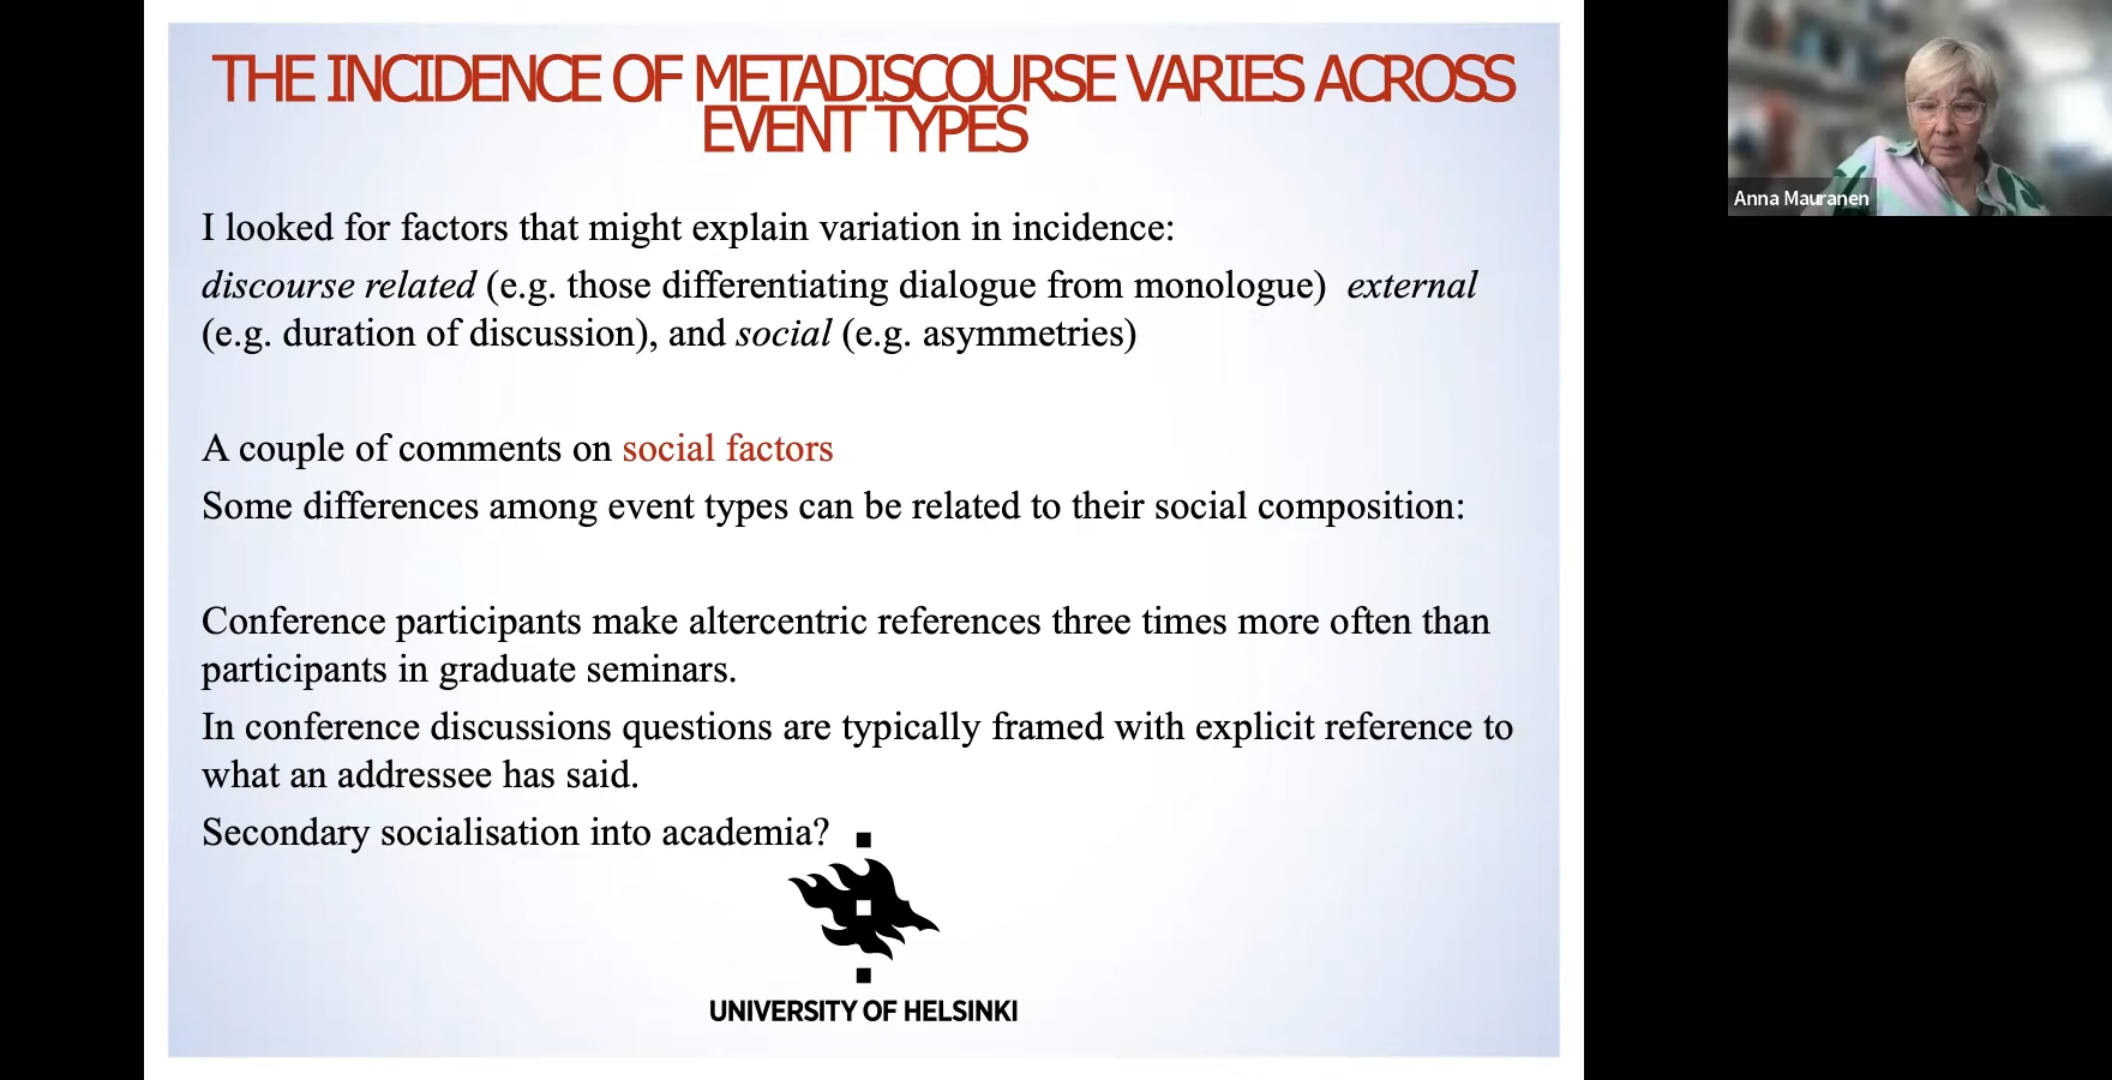 THE INCIDENCE OF METADISCOURSE VARIES ACROSS
EVENT TYPES
I looked for factors that might explain variation in incidence:
discourse related (e.g. those differentiating dialogue from monologue) external
(e.g. duration of discussion), and social (e.g. asymmetries)
A couple of comments on social factors
Some differences among event types can be related to their social composition:
Conference participants make altercentric references three times more often than
participants in graduate seminars.
In conference discussions questions are typically framed with explicit reference to
what an addressee has said.
Secondary socialisation into academia?
UNIVERSITY OF HELSINKI
Anna Mauranen